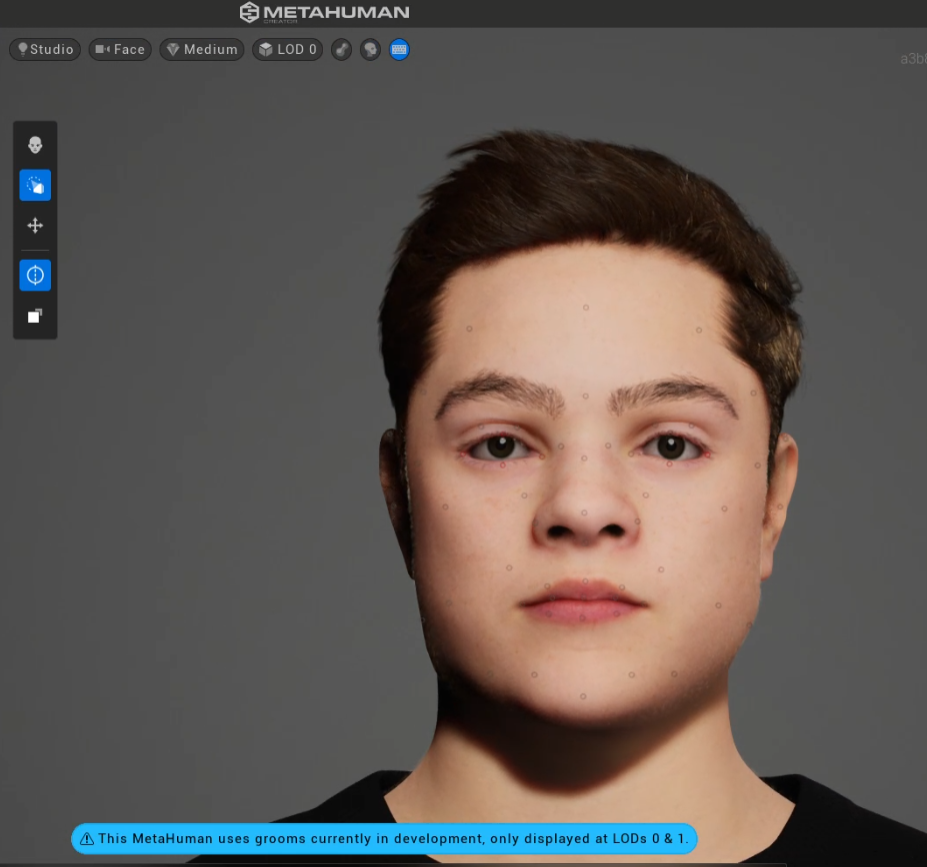 METAHUMAN
CREATOR
Studio Face Medium LOD 0
This MetaHuman uses grooms currently in development, only displayed at LODs 0 & 1.